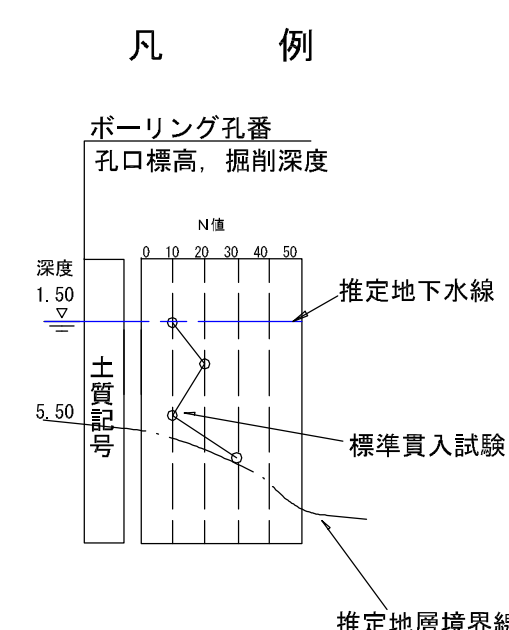 凡 例
ボーリング孔番
孔口標高, 掘削深度
N値
0 10 20 30 40 50
深度
1.50
推定地下水線
土質記号
5.50
標準貫入試験
推定地層境界線